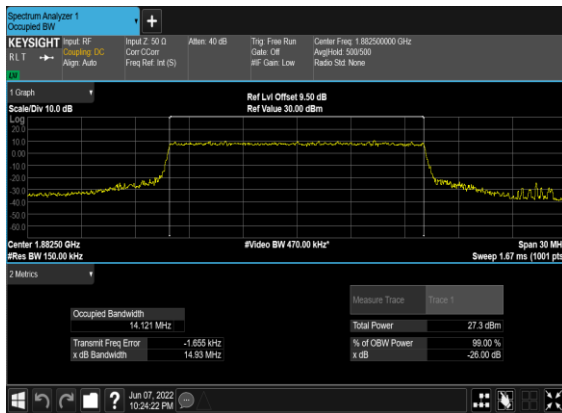 Spectrum Analyzer 1
Occupied BW
KEYSIGHT Input: RF Input Z: 50 Ω Atten: 40 dB Trig: Free Run Center Freq: 1.882500000 GHz
Coupling: DC Corr CCorr Gate: Off Avg|Hold: 500/500
RLT Align: Auto Freq Ref: Int (S) #IF Gain: Low Radio Std: None
1 Graph
Ref Lvl Offset 9.50 dB
Scale/Div 10.0 dB Ref Value 30.00 dBm
Log
20.0
10.0
0.00
-10.0
-20.0
-30.0
-40.0
-50.0
-60.0
Center 1.88250 GHz #Video BW 470.00 kHz* Span 30 MH
#Res BW 150.00 kHz Sweep 1.67 ms (1001 pts
2 Metrics
Measure Trace Trace 1
Occupied Bandwidth
14.121 MHz Total Power 27.3 dBm
Transmit Freq Error -1.655 kHz % of OBW Power 99.00 %
x dB Bandwidth 14.93 MHz x dB -26.00 dB
? Jun 07, 2022
10:24:22 PM